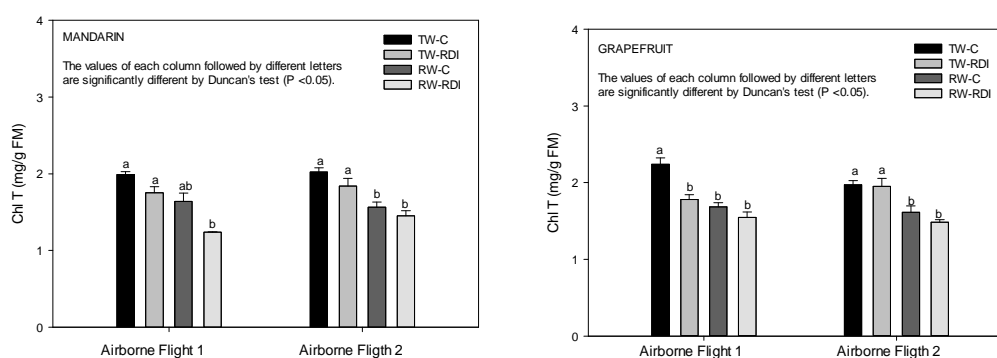 4
MANDARIN
TW-C
TW-RDI
RW-C
RW-RDI
The values of each column followed by different letters
are significantly different by Duncan's test (P <0.05).
3
Chl T (mg/g FM)
2
1
0
a
a
ab
b
a
a
b
b
Airborne Flight 1
Airborne Fligth 2
4
GRAPEFRUIT
TW-C
TW-RDI
RW-C
RW-RDI
The values of each column followed by different letters
are significantly different by Duncan's test (P <0.05).
3
Chl T (mg/g FM)
2
1
0
a
b
b
b
a
a
b
b
Airborne Flight 1
Airborne Fligth 2